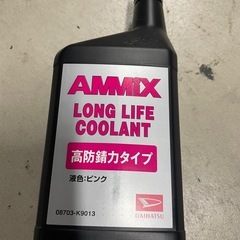 AMMIX
LONG LIFE
COOLANT
高防錆力タイプ
液色:ピンク
08703-K9013
DAIHATSU